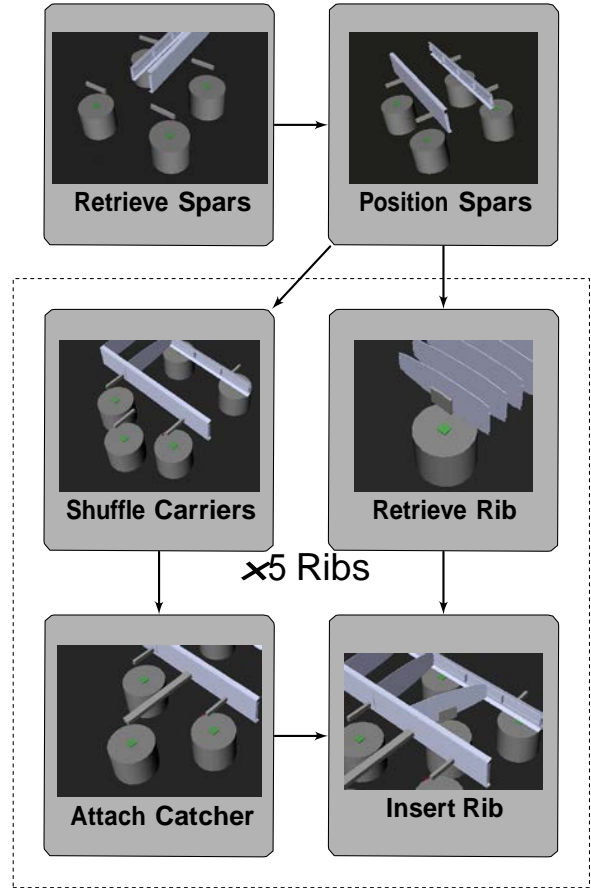 Retrieve Spars
Position Spars
Shuffle Carriers
Retrieve Rib
×5 Ribs
Attach Catcher
Insert Rib